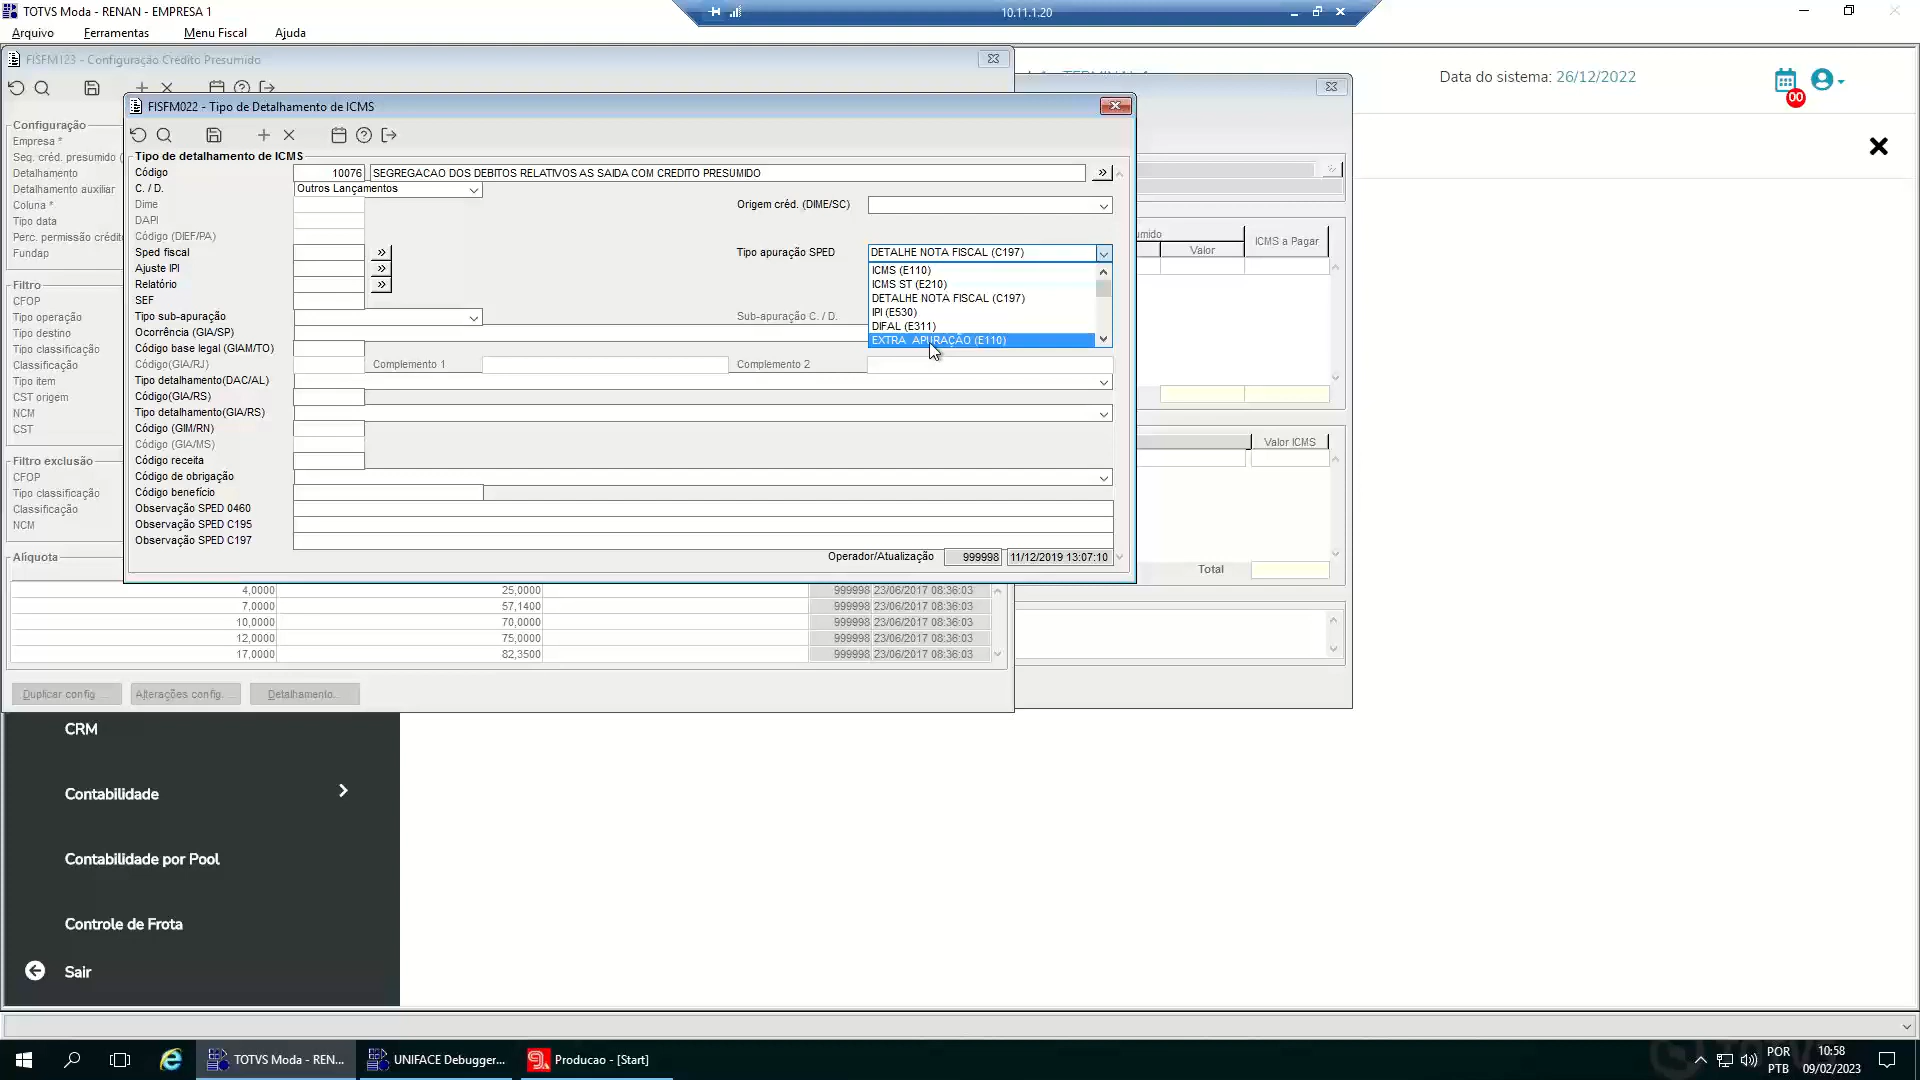 TOTVS Moda - RENAN - EMPRESA 1
10.11.1.20
Arquivo Ferramentas Menu Fiscal Ajuda
FISFM123 - Configuração Crédito Presumido
Data do sistema: 26/12/2022
00
FISFM022 - Tipo de Detalhamento de ICMS
Configuração
Empresa *
Seq. créd. presumido (
Detalhamento
Detalhamento auxiliar
Coluna *
Tipo data
Perc. permissão crédit
Fundap
Filtro
CFOP
Tipo operação
Tipo destino
Tipo classificação
Classificação
Tipo item
CST origem
NCM
CST
Filtro exclusão
CFOP
Tipo classificação
Classificação
NCM
Alíquota
Tipo de detalhamento de ICMS
Código 10076 SEGREGACAO DOS DEBITOS RELATIVOS AS SAIDA COM CREDITO PRESUMIDO
C. / D. Outros Lançamentos
Dime Origem créd. (DIME/SC)
DAPI
Código (DIEF/PA)
Sped fiscal Tipo apuração SPED DETALHE NOTA FISCAL (C197)
Ajuste IPI ICMS (E110)
Relatório ICMS ST (E210)
SEF DETALHE NOTA FISCAL (C197)
Tipo sub-apuração Sub-apuração C. / D. IPI (E530)
Ocorrência (GIA/SP) DIFAL (E311)
Código base legal (GIAM/TO) EXTRA APURAÇÃO (E110)
Código(GIA/RJ) Complemento 1 Complemento 2
Tipo detalhamento(DAC/AL)
Código(GIA/RS)
Tipo detalhamento(GIA/RS)
Código (GIM/RN)
Código (GIA/MS)
Código receita
Código de obrigação
Código benefício
Observação SPED 0460
Observação SPED C195
Observação SPED C197
Operador/Atualização 999998 11/12/2019 13:07:10
umido
Valor
ICMS a Pagar
Valor ICMS
Total
4,0000 25,0000 999998 23/06/2017 08:36:03
7,0000 57,1400 999998 23/06/2017 08:36:03
10,0000 70,0000 999998 23/06/2017 08:36:03
12,0000 75,0000 999998 23/06/2017 08:36:03
17,0000 82,3500 999998 23/06/2017 08:36:03
Duplicar config... Alterações config... Detalhamento...
CRM
Contabilidade
Contabilidade por Pool
Controle de Frota
Sair
TOTVS Moda - REN... UNIFACE Debugger... Producao - [Start]
POR
PTB
10:58
09/02/2023